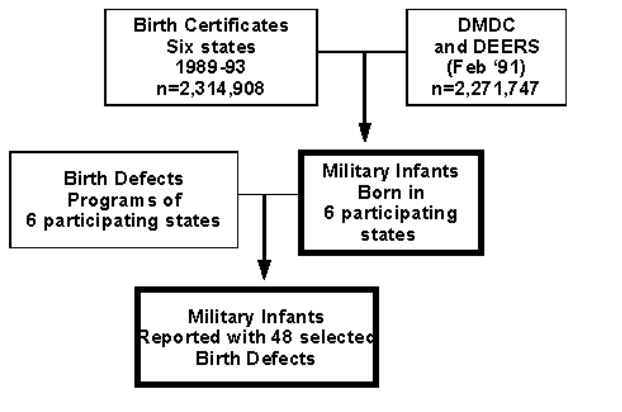 Birth Certificates
Six states
1989-93
n=2,314,908
DMDC
and DEERS
(Feb ‘91)
n=2,271,747
Birth Defects
Programs of
6 participating states
Military Infants
Born in
6 participating
states
Military Infants
Reported with 48 selected
Birth Defects